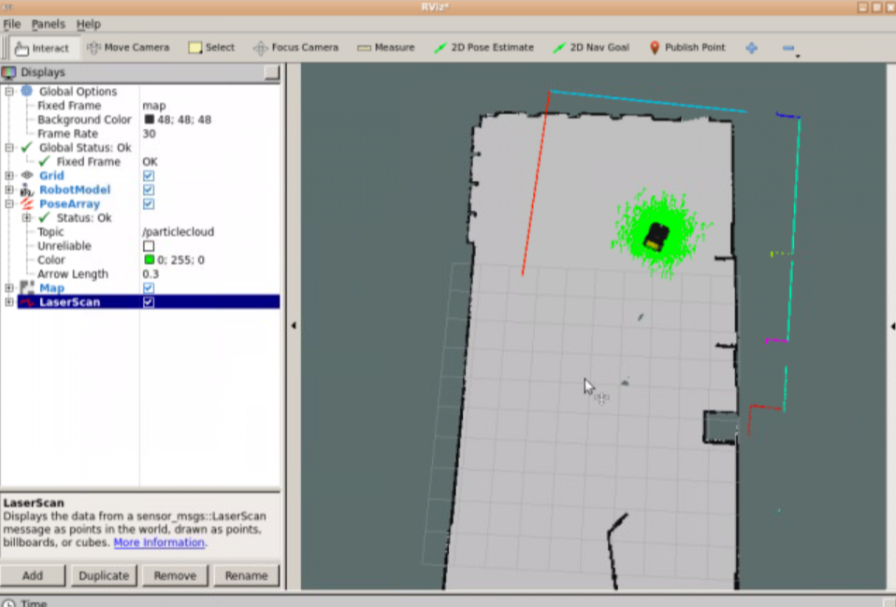 RViz*
File Panels Help
Interact Move Camera Select Focus Camera Measure 2D Pose Estimate 2D Nav Goal Publish Point
Displays
Global Options
Fixed Frame map
Background Color 48; 48; 48
Frame Rate 30
Global Status: Ok
Fixed Frame OK
Grid
RobotModel
PoseArray
Status: Ok
Topic /particlecloud
Unreliable
Color 0; 255; 0
Arrow Length 0.3
Map
LaserScan
LaserScan
Displays the data from a sensor_msgs::LaserScan
message as points in the world, drawn as points,
billboards, or cubes. More Information.
Add Duplicate Remove Rename
Time